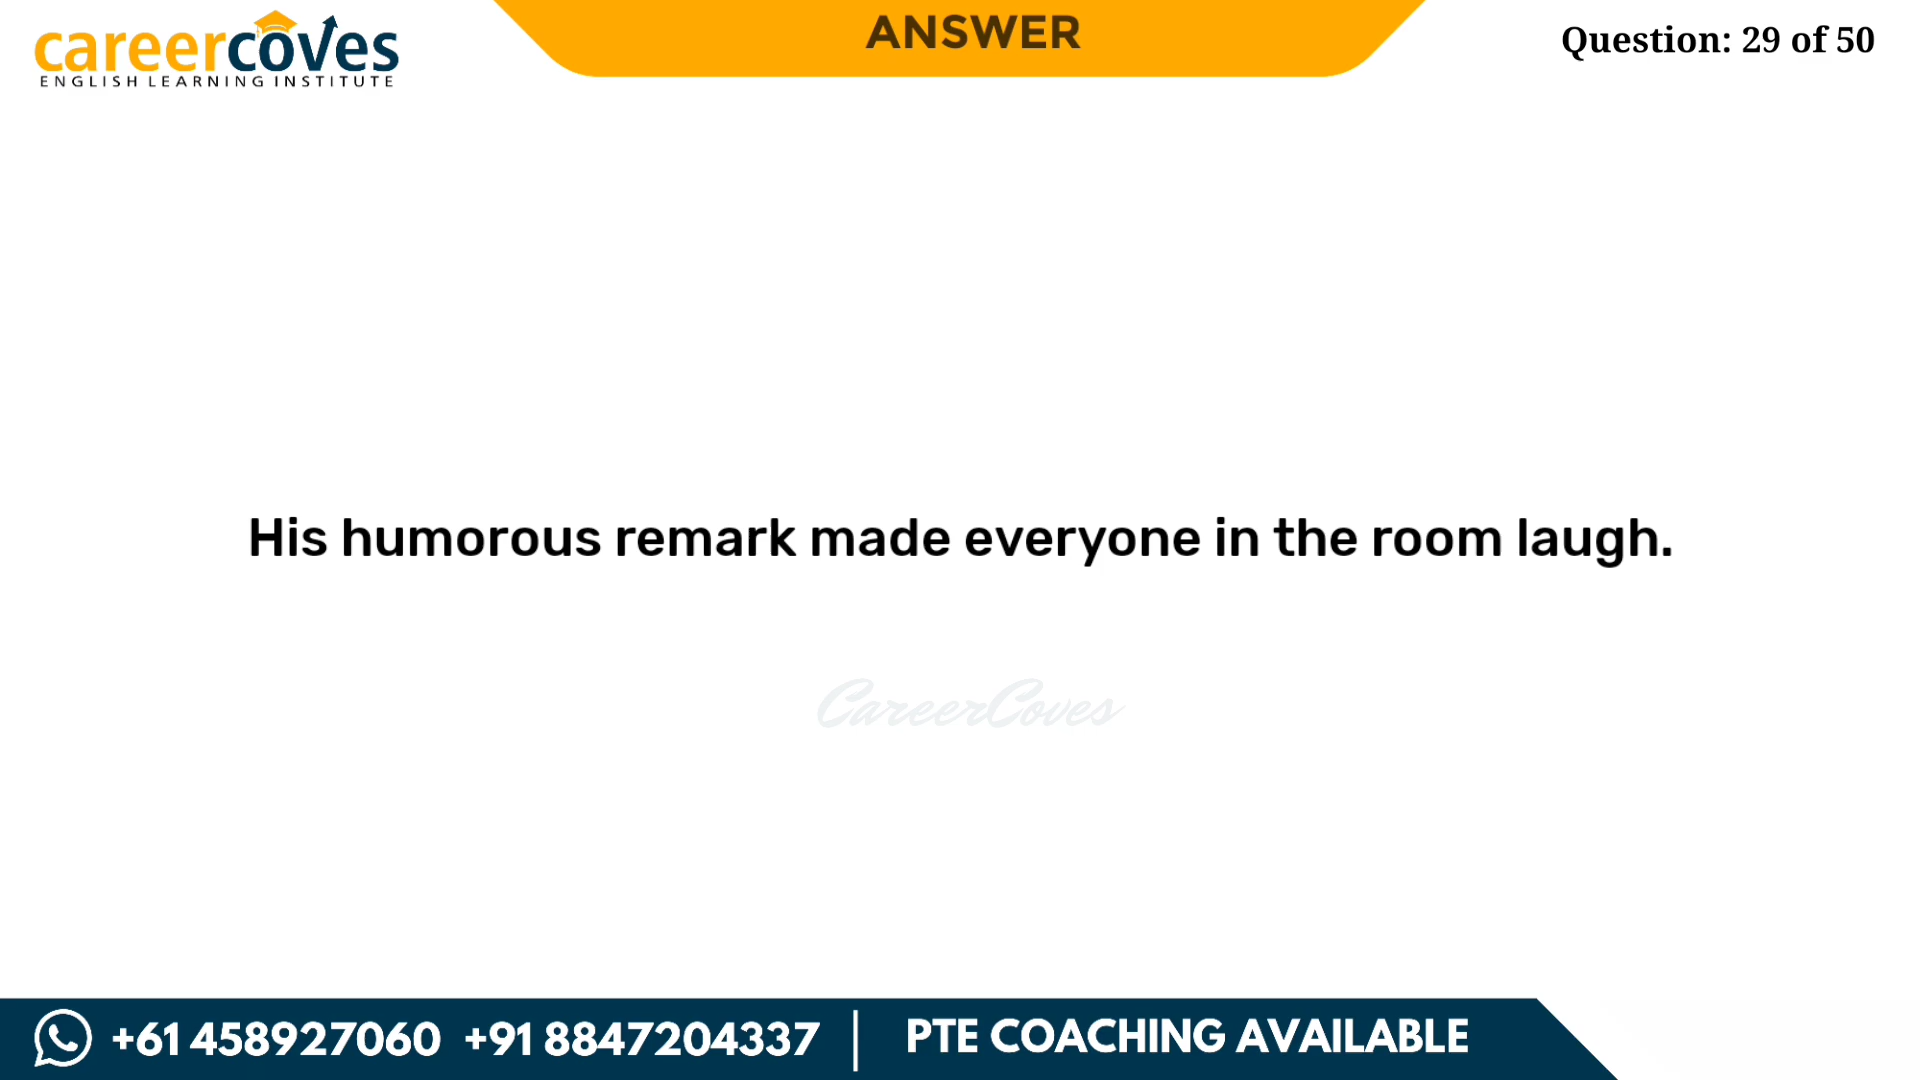 careercoves
ENGLISH LEARNING INSTITUTE
ANSWER
Question: 29 of 50
His humorous remark made everyone in the room laugh.
CareerCoves
+61 458927060 +91 8847204337 | PTE COACHING AVAILABLE